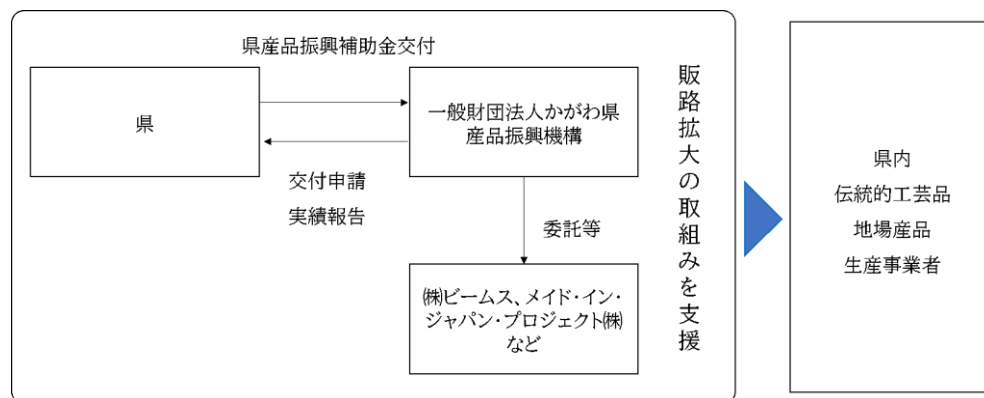 県産品振興補助金交付
県
一般財団法人かがわ県
産品振興機構
交付申請
実績報告
委託等
㈱ビームス、メイド・イン・
ジャパン・プロジェクト㈱
など
販路拡大の取組みを支援
県内
伝統的工芸品
地場産品
生産事業者